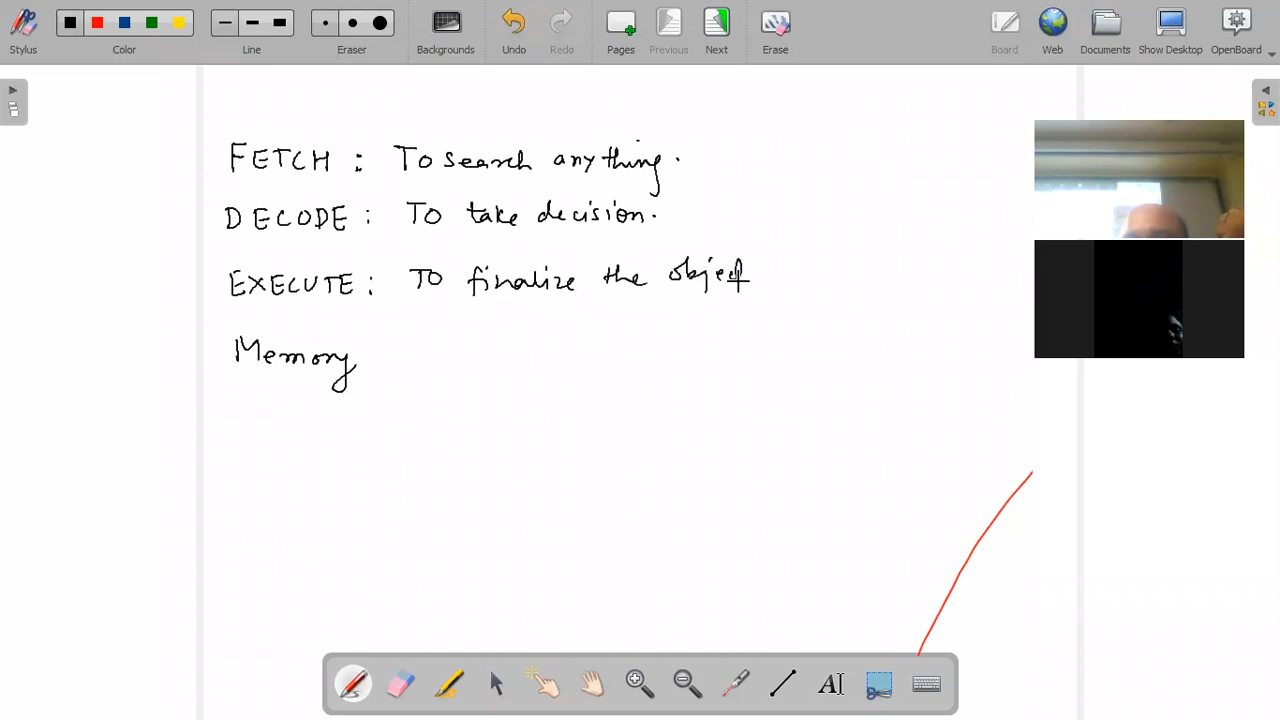 Stylus
Color
Line
Eraser
Backgrounds
Undo
Redo
Pages
Previous
Next
Erase
Board
Web
Documents
Show Desktop
OpenBoard
FETCH : To search anything.
DECODE : To take decision.
EXECUTE : To finalize the object
Memory